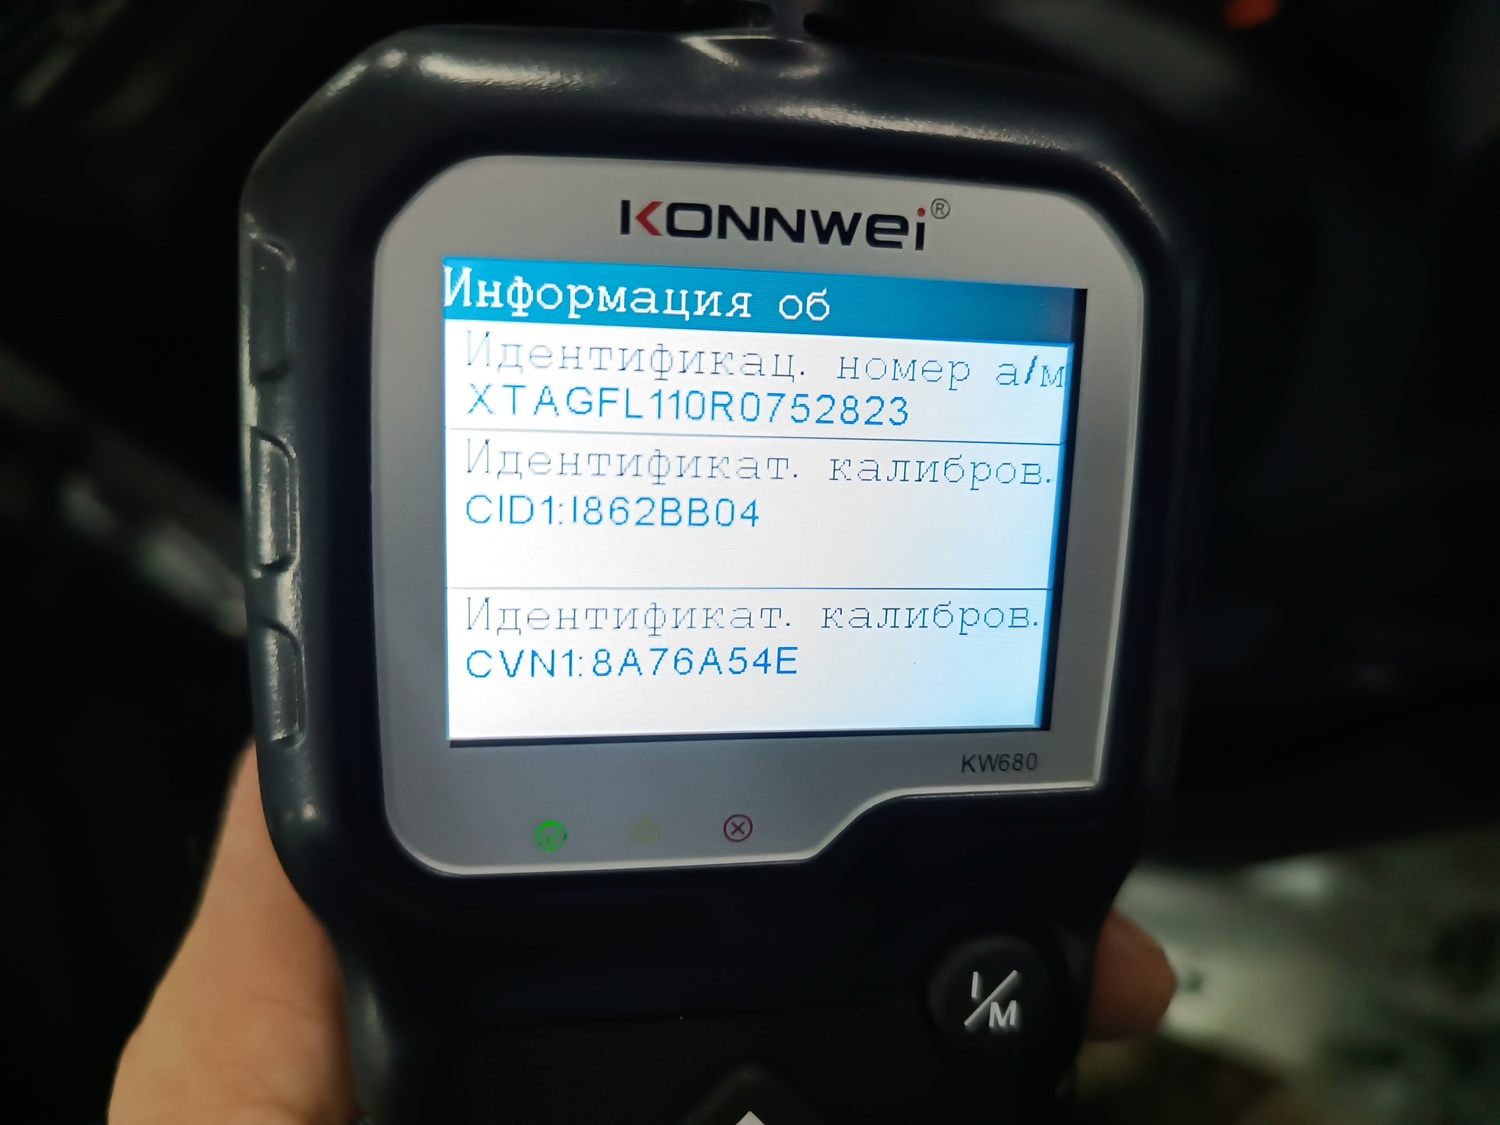 KONNWEI®
Информация об
Идентификац. номер а/м
XTAGFL110R0752823
Идентификат. калибров.
CID1:I862BB04
Идентификат. калибров.
CVN1:8A76A54E
KW680
I/M